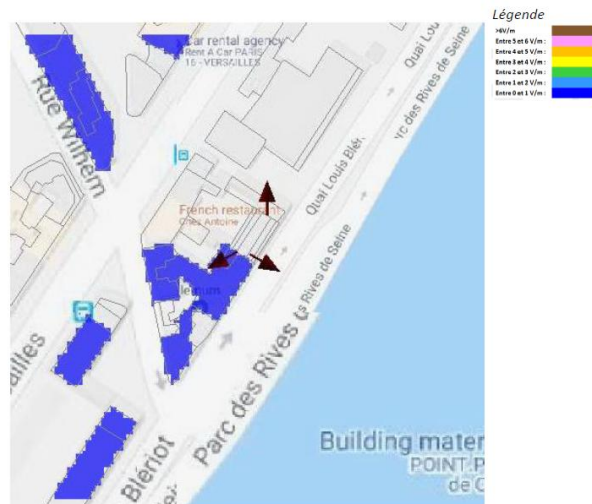 Légende
>6V/m
Entre 5 et 6 V/m :
Entre 4 et 5 V/m :
Entre 3 et 4 V/m :
Entre 2 et 3 V/m :
Entre 1 et 2 V/m :
Entre 0 et 1 V/m :
Car rental agency
Rent A Car PARIS
16 - VERSAILLES
Quai Loui
Parc des Rives de Seine
Rue Wilhem
Quai Louis Blér
French restaurant
Chez Antoine
s Rives de Seine
ailles
Parc des Rives d
Blériot
Building mater
POINT.P
de C